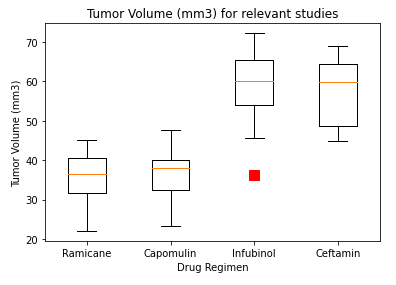 Tumor Volume (mm3) for relevant studies
Tumor Volume (mm3)
70
60
50
40
30
20
Ramicane Capomulin Infubinol Ceftamin
Drug Regimen